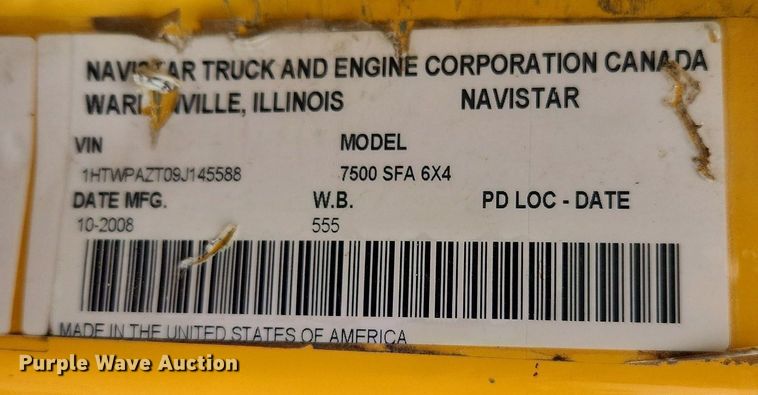 NAVISTAR TRUCK AND ENGINE CORPORATION CANADA
ILLINOIS NAVISTAR
VIN MODEL
1HTWPAZT09J145588 7500 SFA 6X4
DATE MFG. W.B. PD LOC - DATE
10-2008 555
MADE IN THE UNITED STATES OF AMERICA
Purple Wave Auction